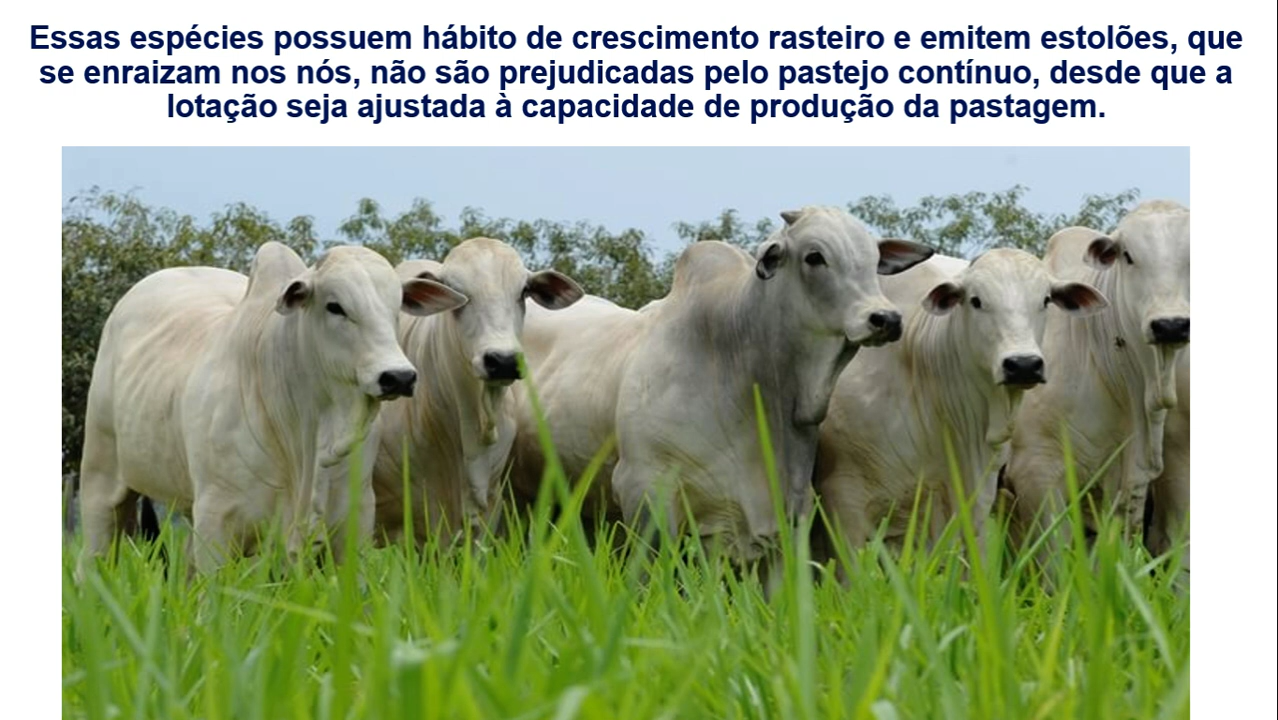 Essas espécies possuem hábito de crescimento rasteiro e emitem estolões, que
se enraizam nos nós, não são prejudicadas pelo pastejo contínuo, desde que a
lotação seja ajustada à capacidade de produção da pastagem.